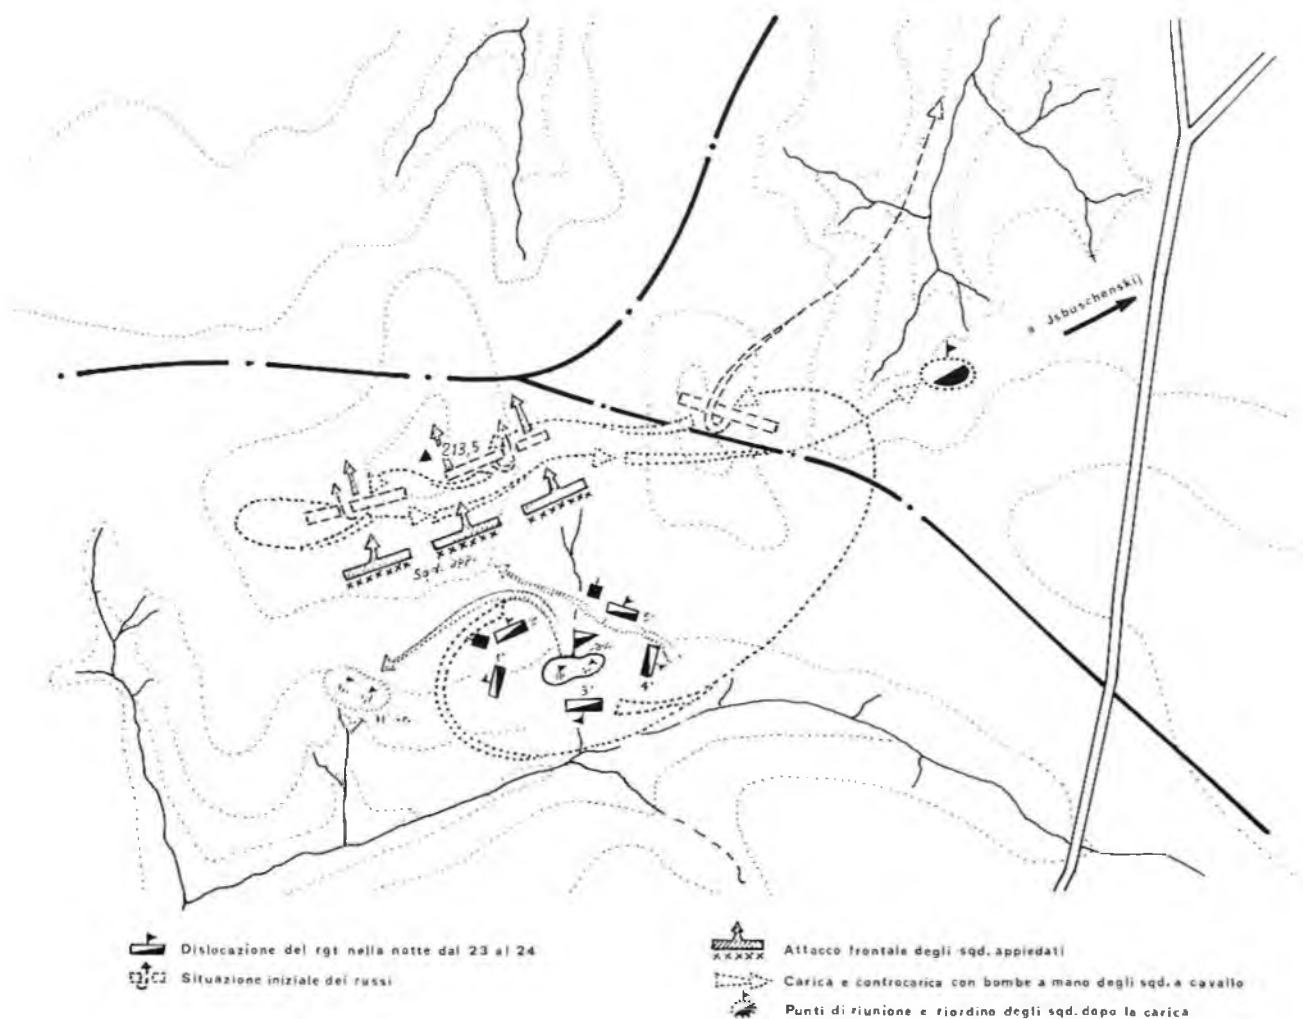 a Jsbuschenskij
213,5
Sqd. app.
2'
1'
4'
3'
Dislocazione del rgt nella notte dal 23 al 24
Situazione iniziale dei russi
Attacco frontale degli sqd. appiedati
Carica e controcarica con bombe a mano degli sqd. a cavallo
Punti di riunione e riordino degli sqd. dopo la carica